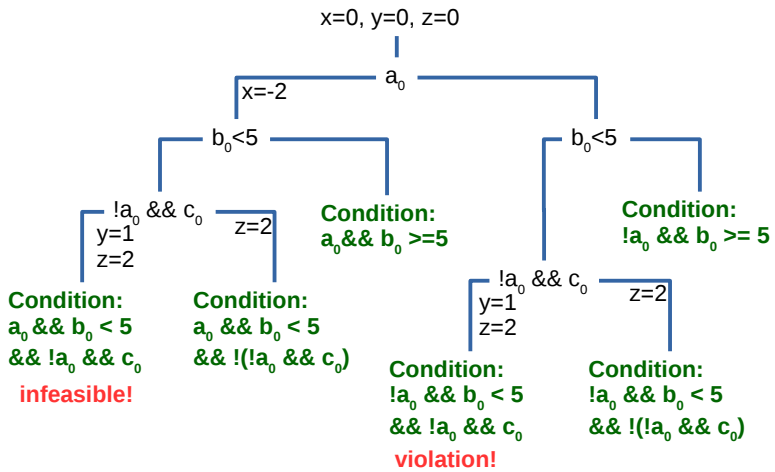 x=0, y=0, z=0
a₀
x=-2
b₀<5
b₀<5
!a₀ && c₀
y=1
z=2
z=2
Condition:
a₀&& b₀ >=5
Condition:
!a₀ && b₀ >= 5
!a₀ && c₀
y=1
z=2
z=2
Condition:
a₀ && b₀ < 5
&& !a₀ && c₀
infeasible!
Condition:
a₀ && b₀ < 5
&& !(!a₀ && c₀)
Condition:
!a₀ && b₀ < 5
&& !a₀ && c₀
violation!
Condition:
!a₀ && b₀ < 5
&& !(!a₀ && c₀)